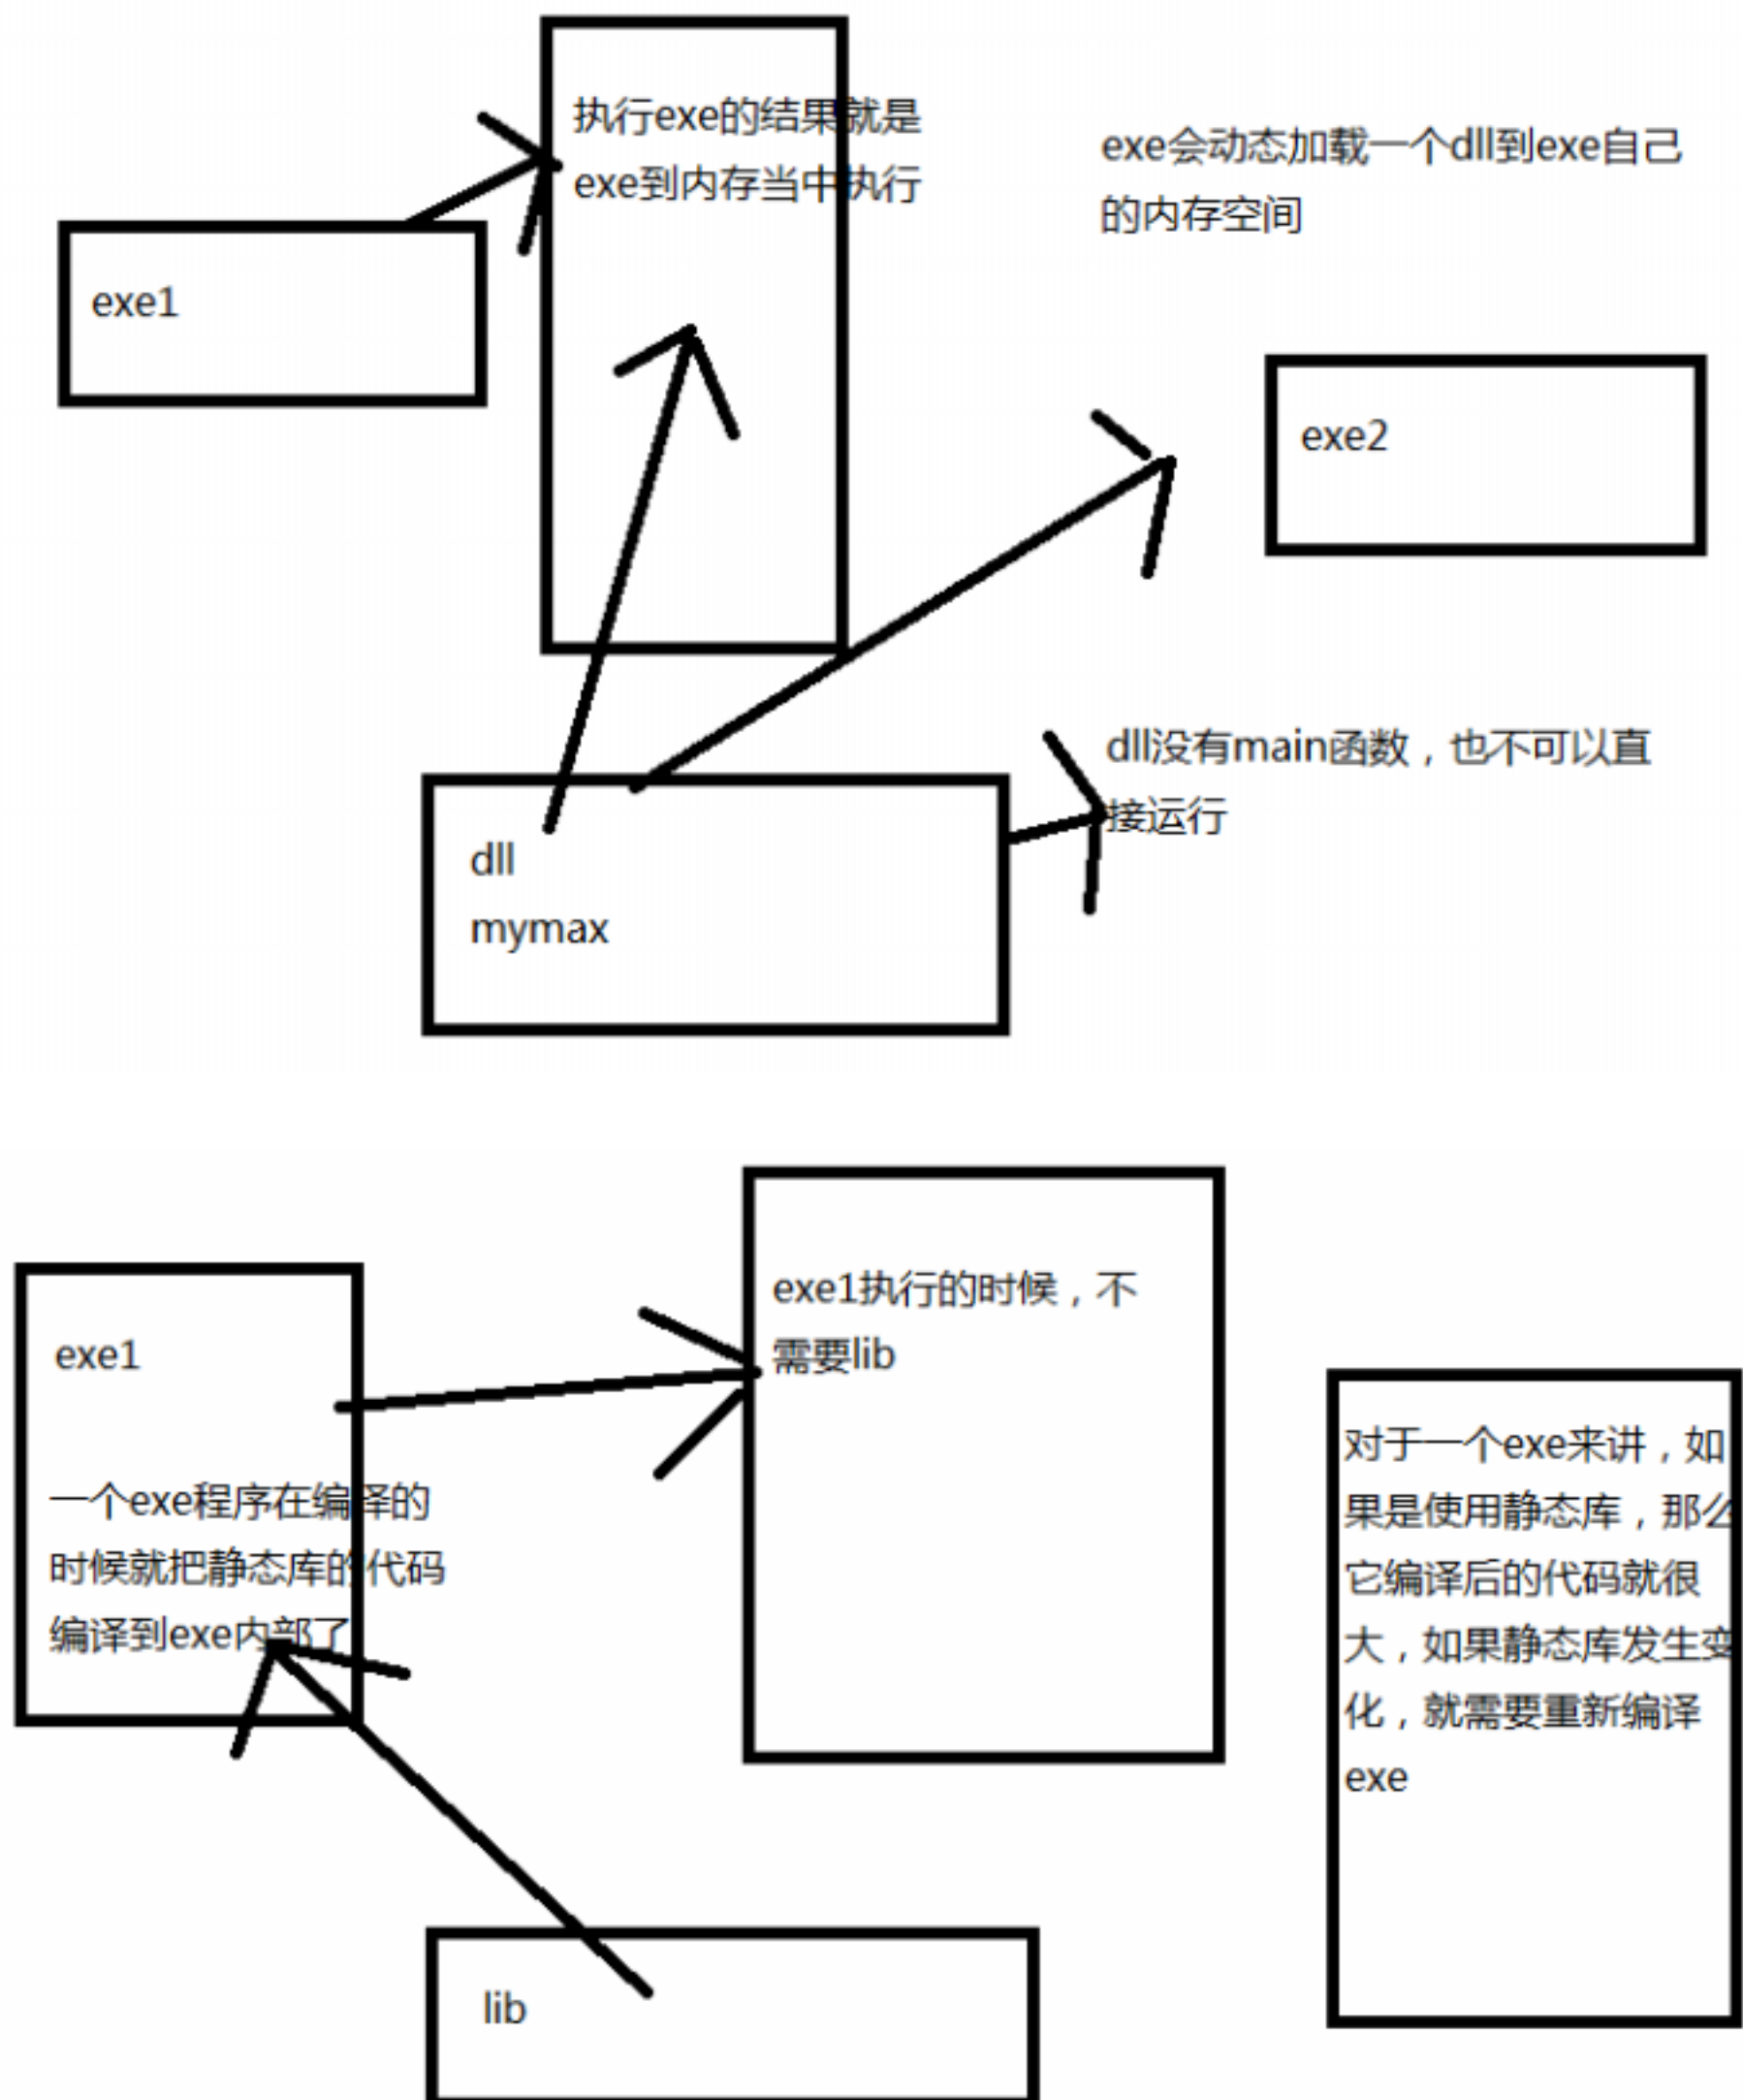 执行exe的结果就是
exe到内存当中执行
exe会动态加载一个dll到exe自己
的内存空间
exe1
exe2
dll没有main函数，也不可以直
接运行
dll
mymax
exe1执行的时候，不
需要lib
exe1
一个exe程序在编译的
时候就把静态库的代码
编译到exe内部了
对于一个exe来讲，如
果是使用静态库，那么
它编译后的代码就很
大，如果静态库发生变
化，就需要重新编译
exe
lib